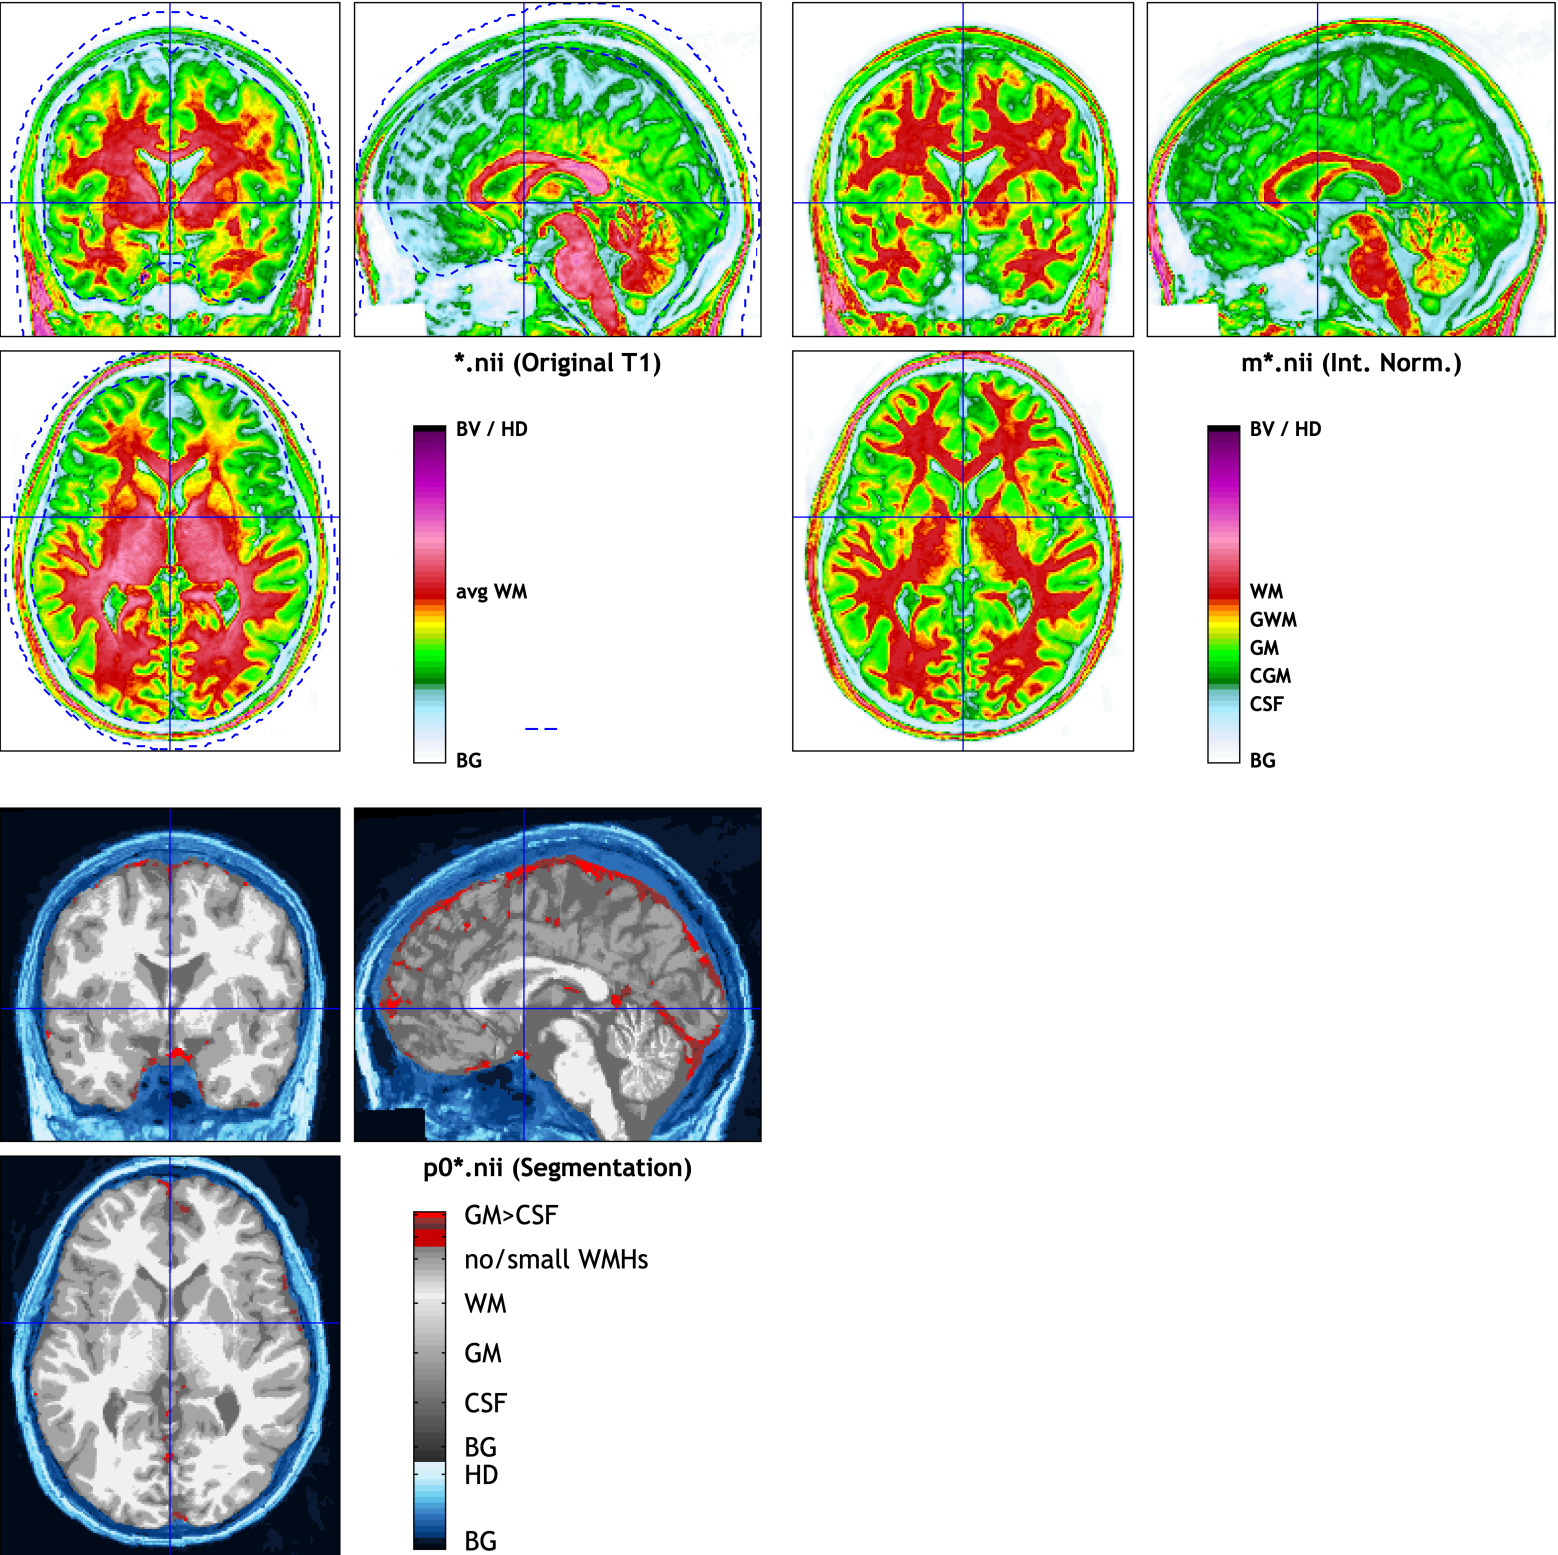 *.nii (Original T1)
BV / HD
avg WM
BG
m*.nii (Int. Norm.)
BV / HD
WM
GWM
GM
CGM
CSF
BG
p0*.nii (Segmentation)
GM>CSF
no/small WMHs
WM
GM
CSF
BG
HD
BG